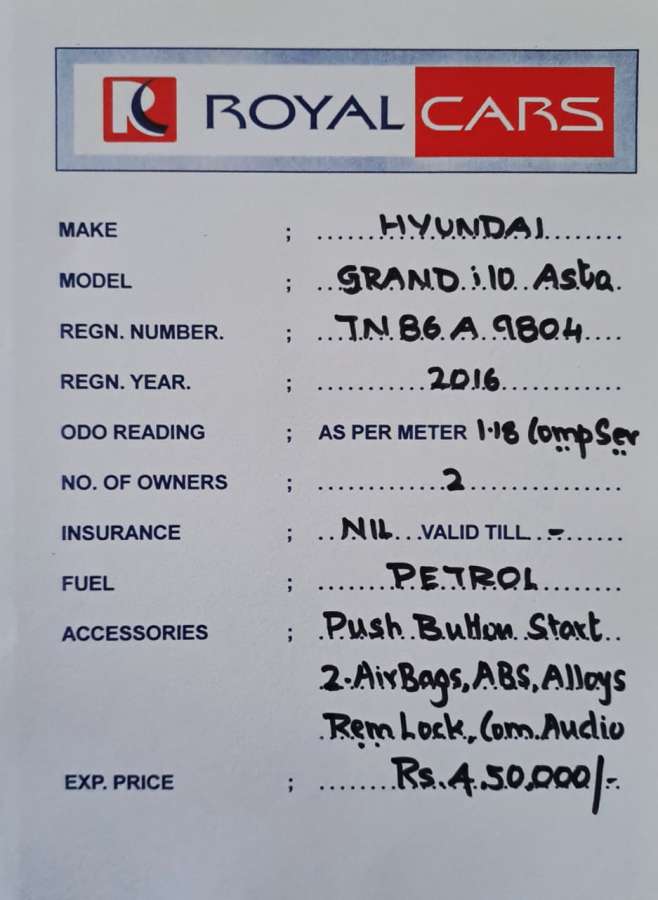 R ROYAL CARS
MAKE ; HYUNDAI
MODEL ; GRAND i10 Asta
REGN. NUMBER. ; TN 86 A 9804
REGN. YEAR. ; 2016
ODO READING ; AS PER METER 1.18 Comp Ser
NO. OF OWNERS ; 2
INSURANCE ; NIL VALID TILL -
FUEL ; PETROL
ACCESSORIES ; Push Button Start
2.AirBags, ABS, Alloys
Rem Lock, Com. Audio
EXP. PRICE ; Rs. 4.50,000/-